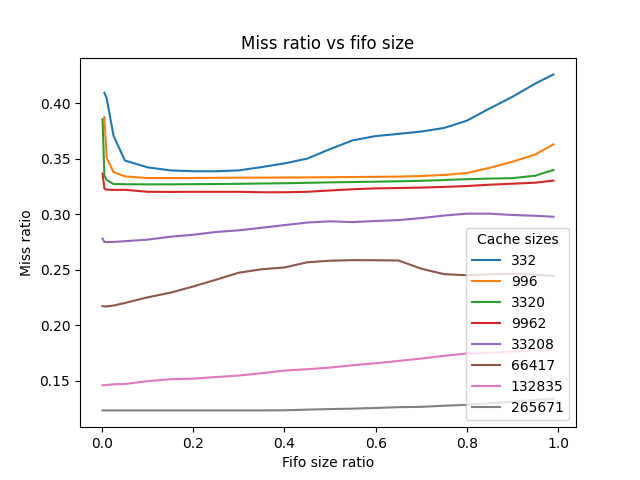 Miss ratio vs fifo size
Miss ratio
0.40
0.35
0.30
0.25
0.20
0.15
0.0 0.2 0.4 0.6 0.8 1.0
Fifo size ratio
Cache sizes
332
996
3320
9962
33208
66417
132835
265671